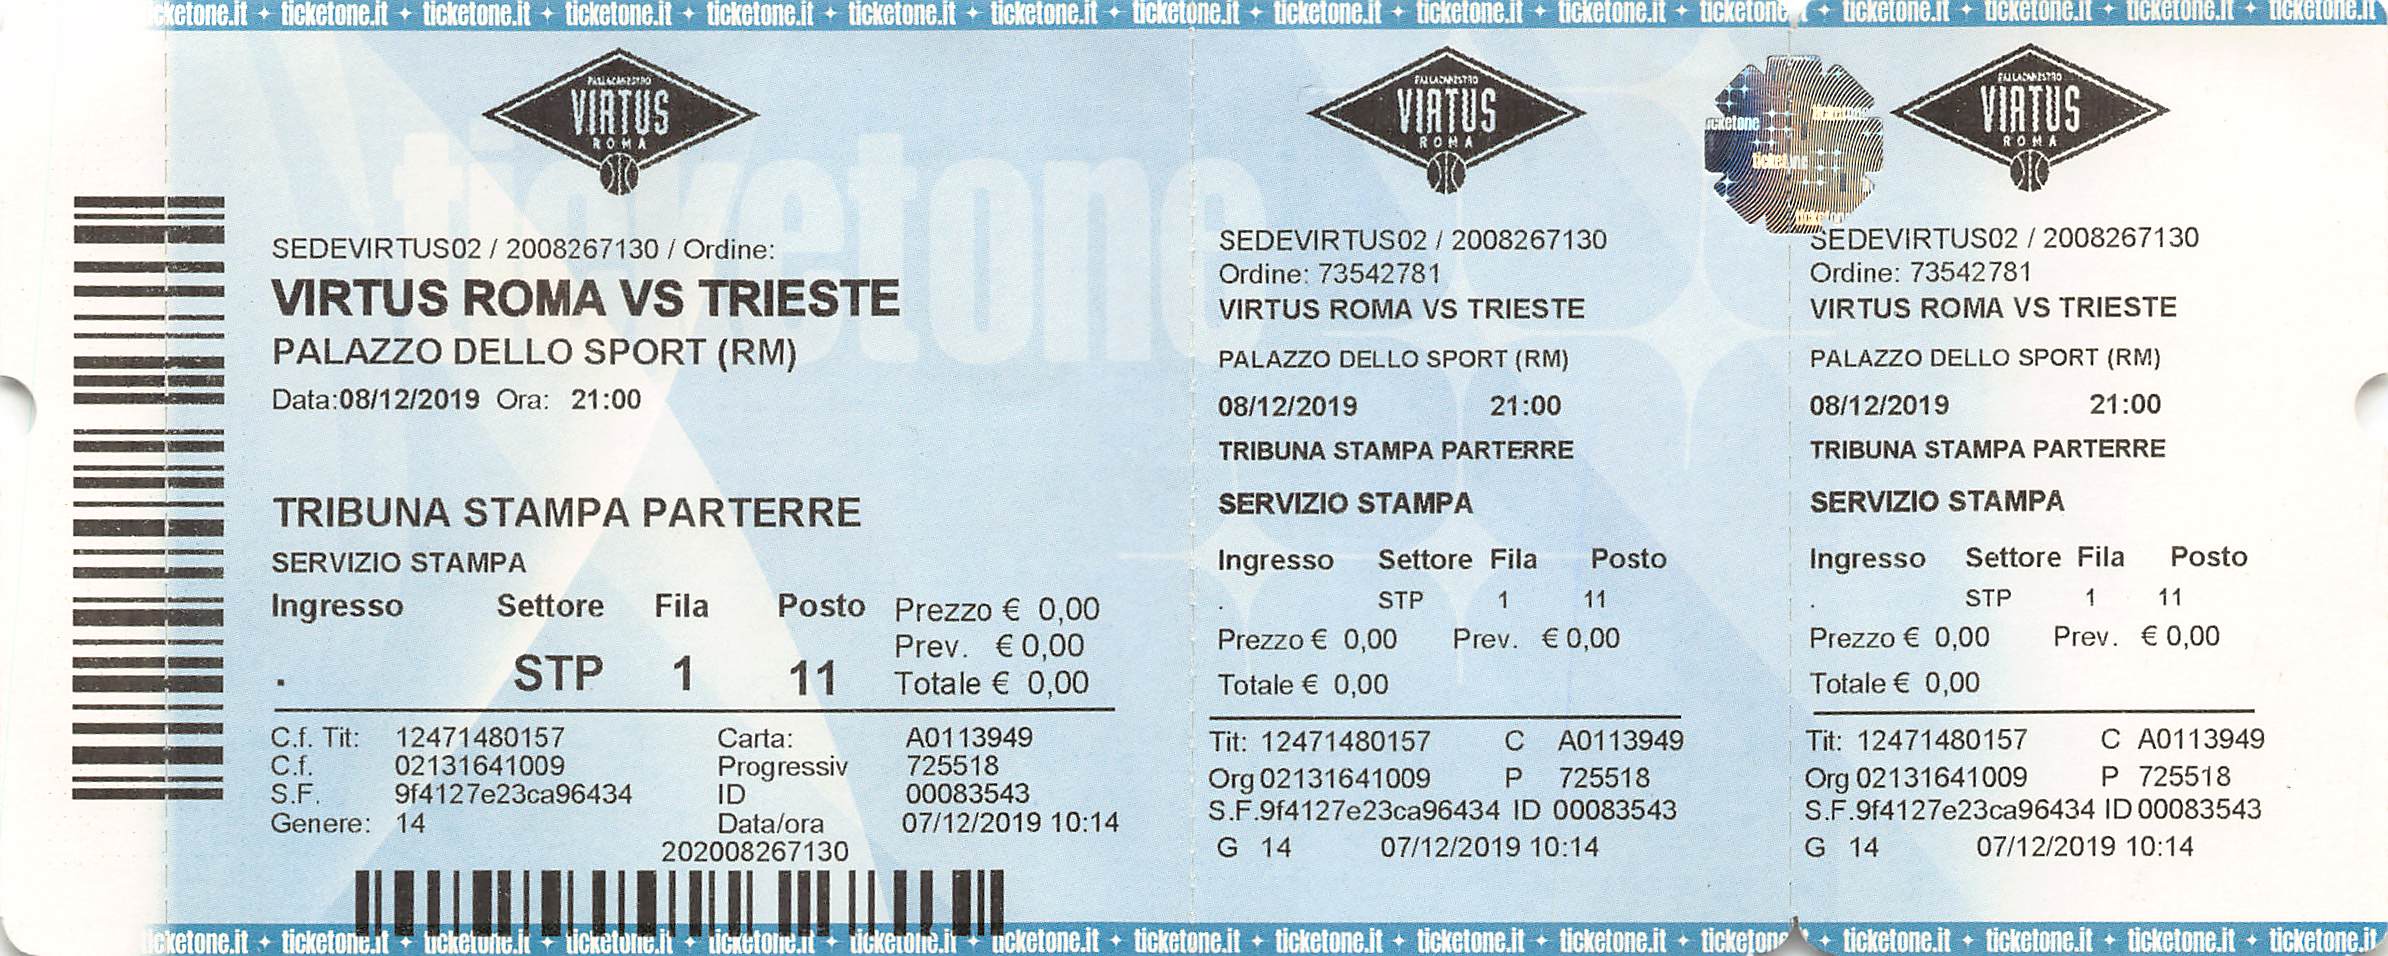 ticketone.it + ticketone.it + ticketone.it + ticketone.it + ticketone.it + ticketone.it + ticketone.it + ticketone.it + ticketone.it + ticketone.it + ticketone.it + ticketone.it + ticketone.it + ticketone.it + ticketone.it + ticketone.it
PALLACANESTRO
VIRTUS
ROMA
ticketone
SEDEVIRTUS02 / 2008267130 / Ordine:
VIRTUS ROMA VS TRIESTE
PALAZZO DELLO SPORT (RM)
Data:08/12/2019 Ora: 21:00
TRIBUNA STAMPA PARTERRE
SERVIZIO STAMPA
Ingresso Settore Fila Posto Prezzo € 0,00
Prev. € 0,00
. STP 1 11 Totale € 0,00
C.f. Tit: 12471480157 Carta: A0113949
C.f. 02131641009 Progressiv 725518
S.F. 9f4127e23ca96434 ID 00083543
Genere: 14 Data/ora 07/12/2019 10:14
202008267130
PALLACANESTRO
VIRTUS
ROMA
SEDEVIRTUS02 / 2008267130
Ordine: 73542781
VIRTUS ROMA VS TRIESTE
PALAZZO DELLO SPORT (RM)
08/12/2019 21:00
TRIBUNA STAMPA PARTERRE
SERVIZIO STAMPA
Ingresso Settore Fila Posto
. STP 1 11
Prezzo € 0,00 Prev. € 0,00
Totale € 0,00
Tit: 12471480157 C A0113949
Org 02131641009 P 725518
S.F.9f4127e23ca96434 ID 00083543
G 14 07/12/2019 10:14
ticketone
ticketone
ticketone
ticketone
PALLACANESTRO
VIRTUS
ROMA
SEDEVIRTUS02 / 2008267130
Ordine: 73542781
VIRTUS ROMA VS TRIESTE
PALAZZO DELLO SPORT (RM)
08/12/2019 21:00
TRIBUNA STAMPA PARTERRE
SERVIZIO STAMPA
Ingresso Settore Fila Posto
. STP 1 11
Prezzo € 0,00 Prev. € 0,00
Totale € 0,00
Tit: 12471480157 C A0113949
Org 02131641009 P 725518
S.F.9f4127e23ca96434 ID 00083543
G 14 07/12/2019 10:14
ticketone.it + ticketone.it + ticketone.it + ticketone.it + ticketone.it + ticketone.it + ticketone.it + ticketone.it + ticketone.it + ticketone.it + ticketone.it + ticketone.it + ticketone.it + ticketone.it + ticketone.it + ticketone.it